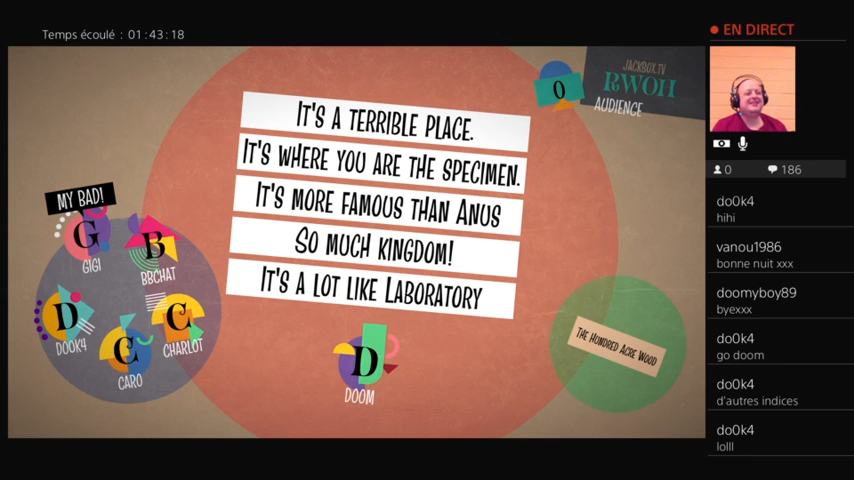 Temps écoulé : 01:43:18
EN DIRECT
JACKBOX.TV
RWOH
AUDIENCE
0
IT'S A TERRIBLE PLACE.
IT'S WHERE YOU ARE THE SPECIMEN.
IT'S MORE FAMOUS THAN ANUS
SO MUCH KINGDOM!
IT'S A LOT LIKE LABORATORY
MY BAD!
G
GIGI
B
BBCHAT
D
DOOK4
C
CARO
C
CHARLOT
D
DOOM
THE HUNDRED ACRE WOOD
0
186
do0k4
hihi
vanou1986
bonne nuit xxx
doomyboy89
byexxx
do0k4
go doom
do0k4
d'autres indices
do0k4
lolll